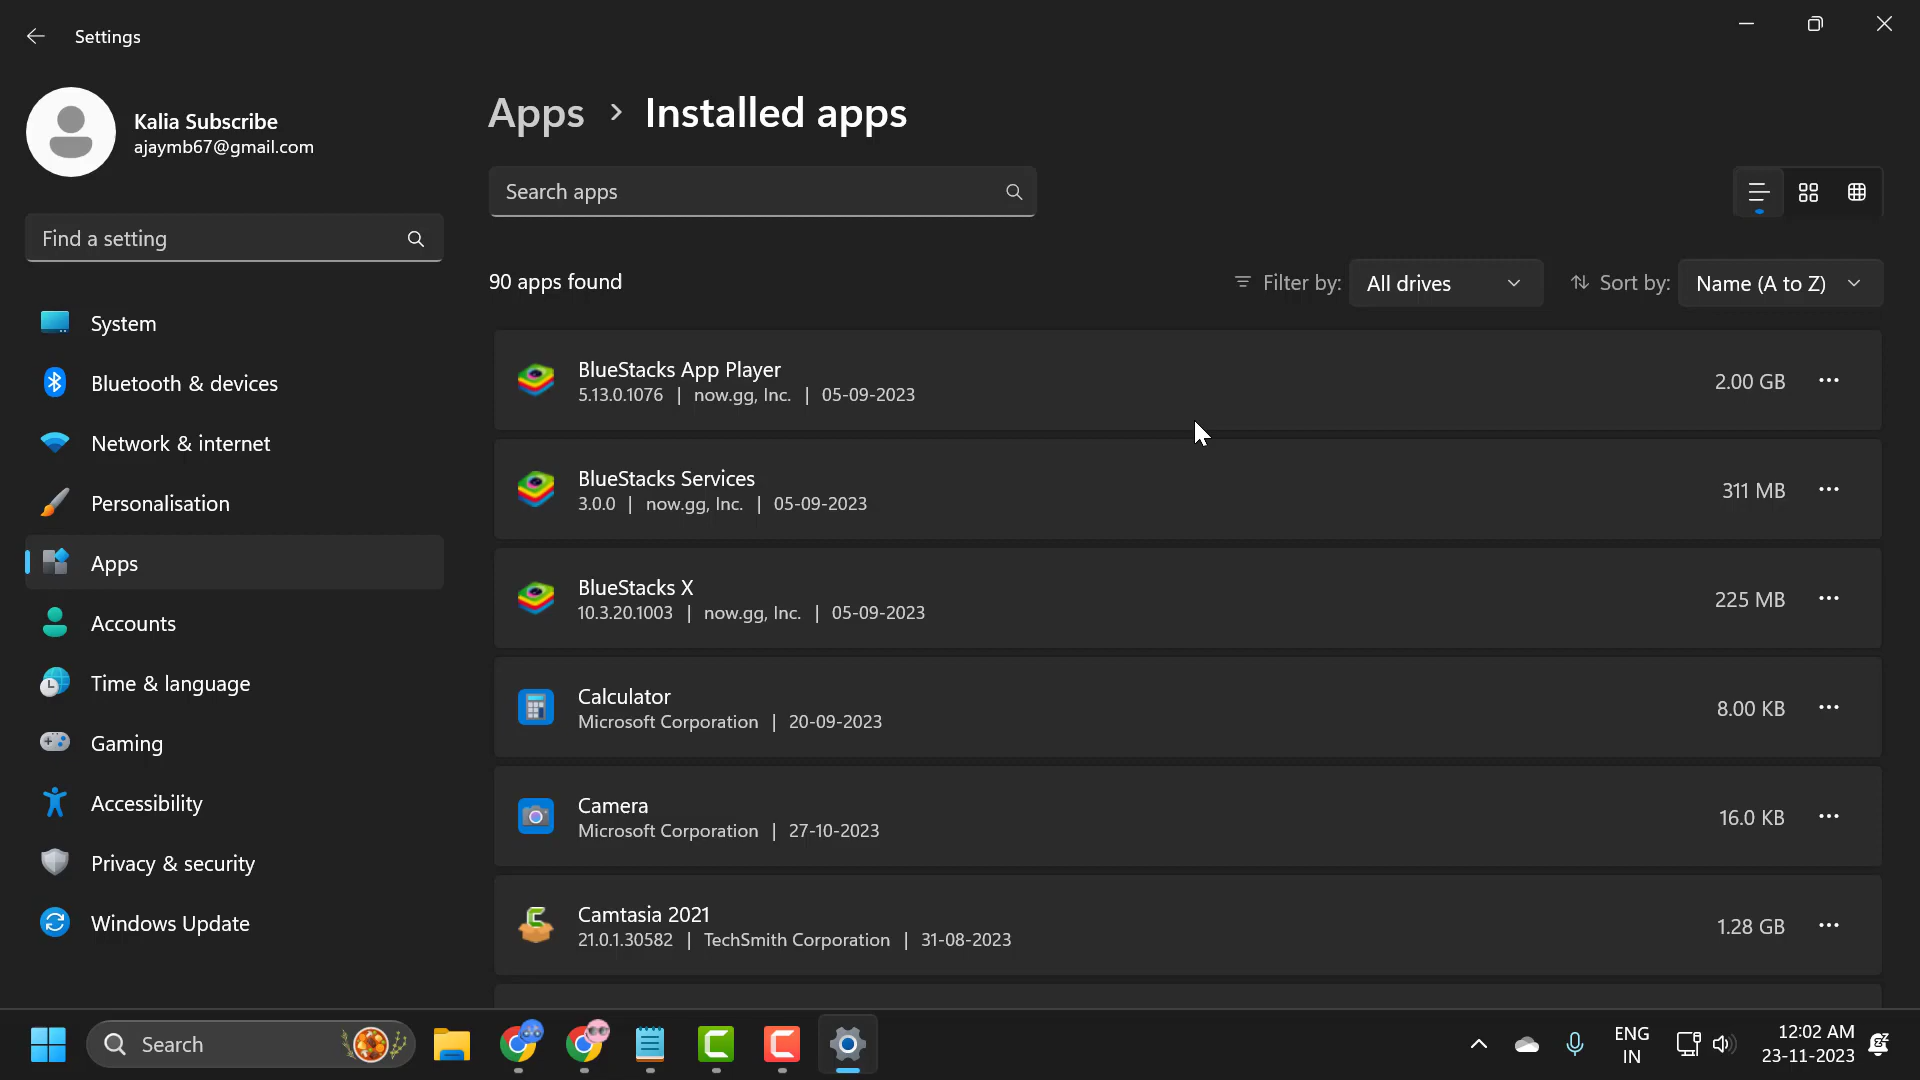 Settings
Kalia Subscribe
ajaymb67@gmail.com
Find a setting
System
Bluetooth & devices
Network & internet
Personalisation
Apps
Accounts
Time & language
Gaming
Accessibility
Privacy & security
Windows Update
Apps > Installed apps
Search apps
90 apps found
Filter by: All drives
Sort by: Name (A to Z)
BlueStacks App Player
5.13.0.1076 | now.gg, Inc. | 05-09-2023
2.00 GB
BlueStacks Services
3.0.0 | now.gg, Inc. | 05-09-2023
311 MB
BlueStacks X
10.3.20.1003 | now.gg, Inc. | 05-09-2023
225 MB
Calculator
Microsoft Corporation | 20-09-2023
8.00 KB
Camera
Microsoft Corporation | 27-10-2023
16.0 KB
Camtasia 2021
21.0.1.30582 | TechSmith Corporation | 31-08-2023
1.28 GB
Search
ENG
IN
12:02 AM
23-11-2023